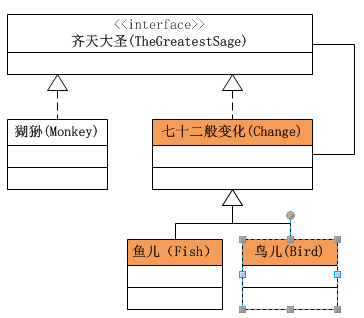 <<interface>>
齐天大圣(TheGreatestSage)
猢狲(Monkey)
七十二般变化(Change)
鱼儿（Fish）
鸟儿(Bird)